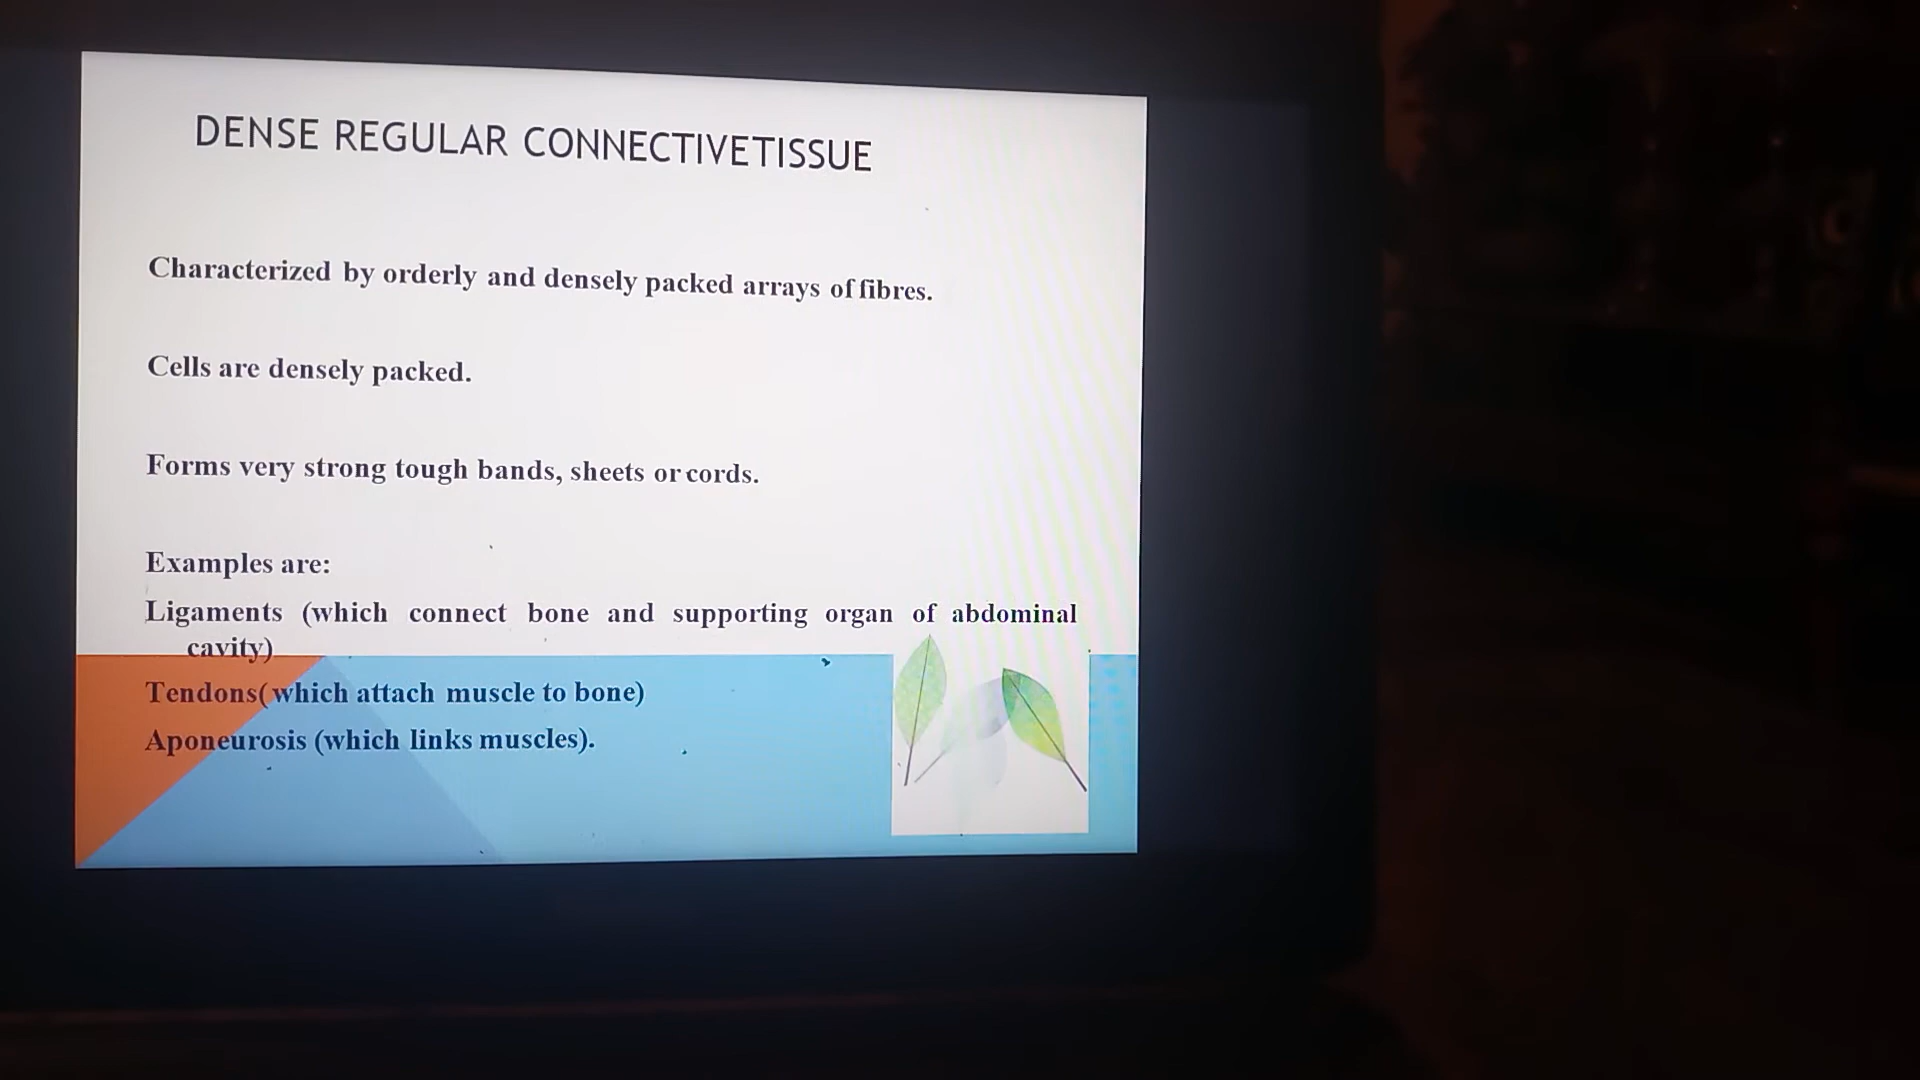 DENSE REGULAR CONNECTIVETISSUE
Characterized by orderly and densely packed arrays of fibres.
Cells are densely packed.
Forms very strong tough bands, sheets or cords.
Examples are:
Ligaments (which connect bone and supporting organ of abdominal
cavity)
Tendons(which attach muscle to bone)
Aponeurosis (which links muscles).